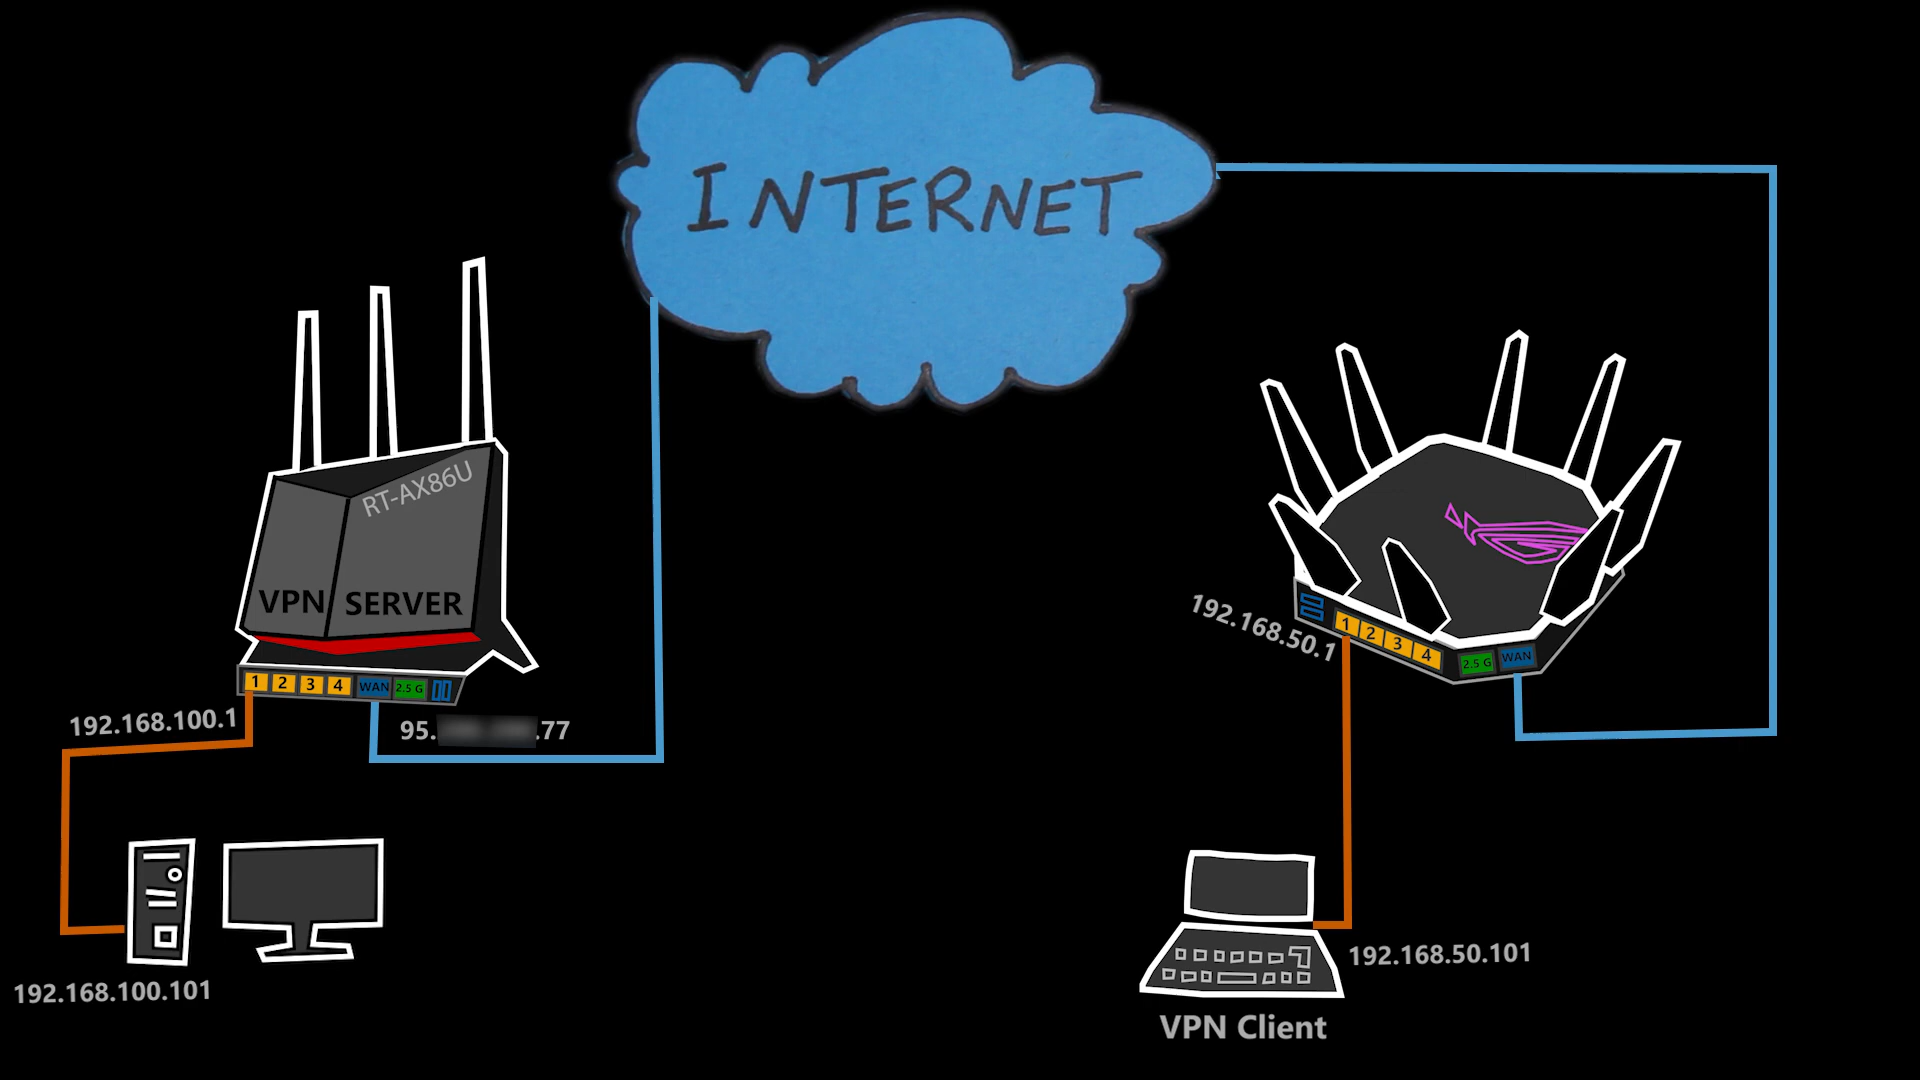 INTERNET
RT-AX86U
VPN SERVER
1 2 3 4 WAN 2.5 G
192.168.100.1
95. .77
192.168.100.101
192.168.50.1
1 2 3 4 2.5 G WAN
192.168.50.101
VPN Client